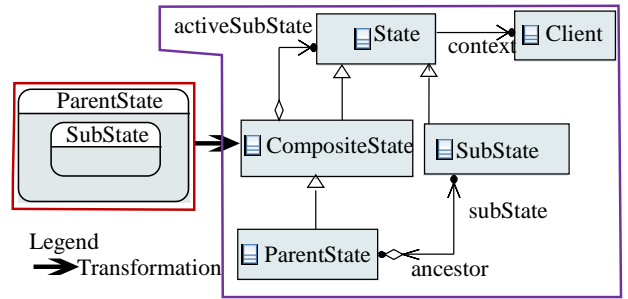 activeSubState
State
context
Client
ParentState
SubState
CompositeState
SubState
subState
ParentState
ancestor
Legend
Transformation